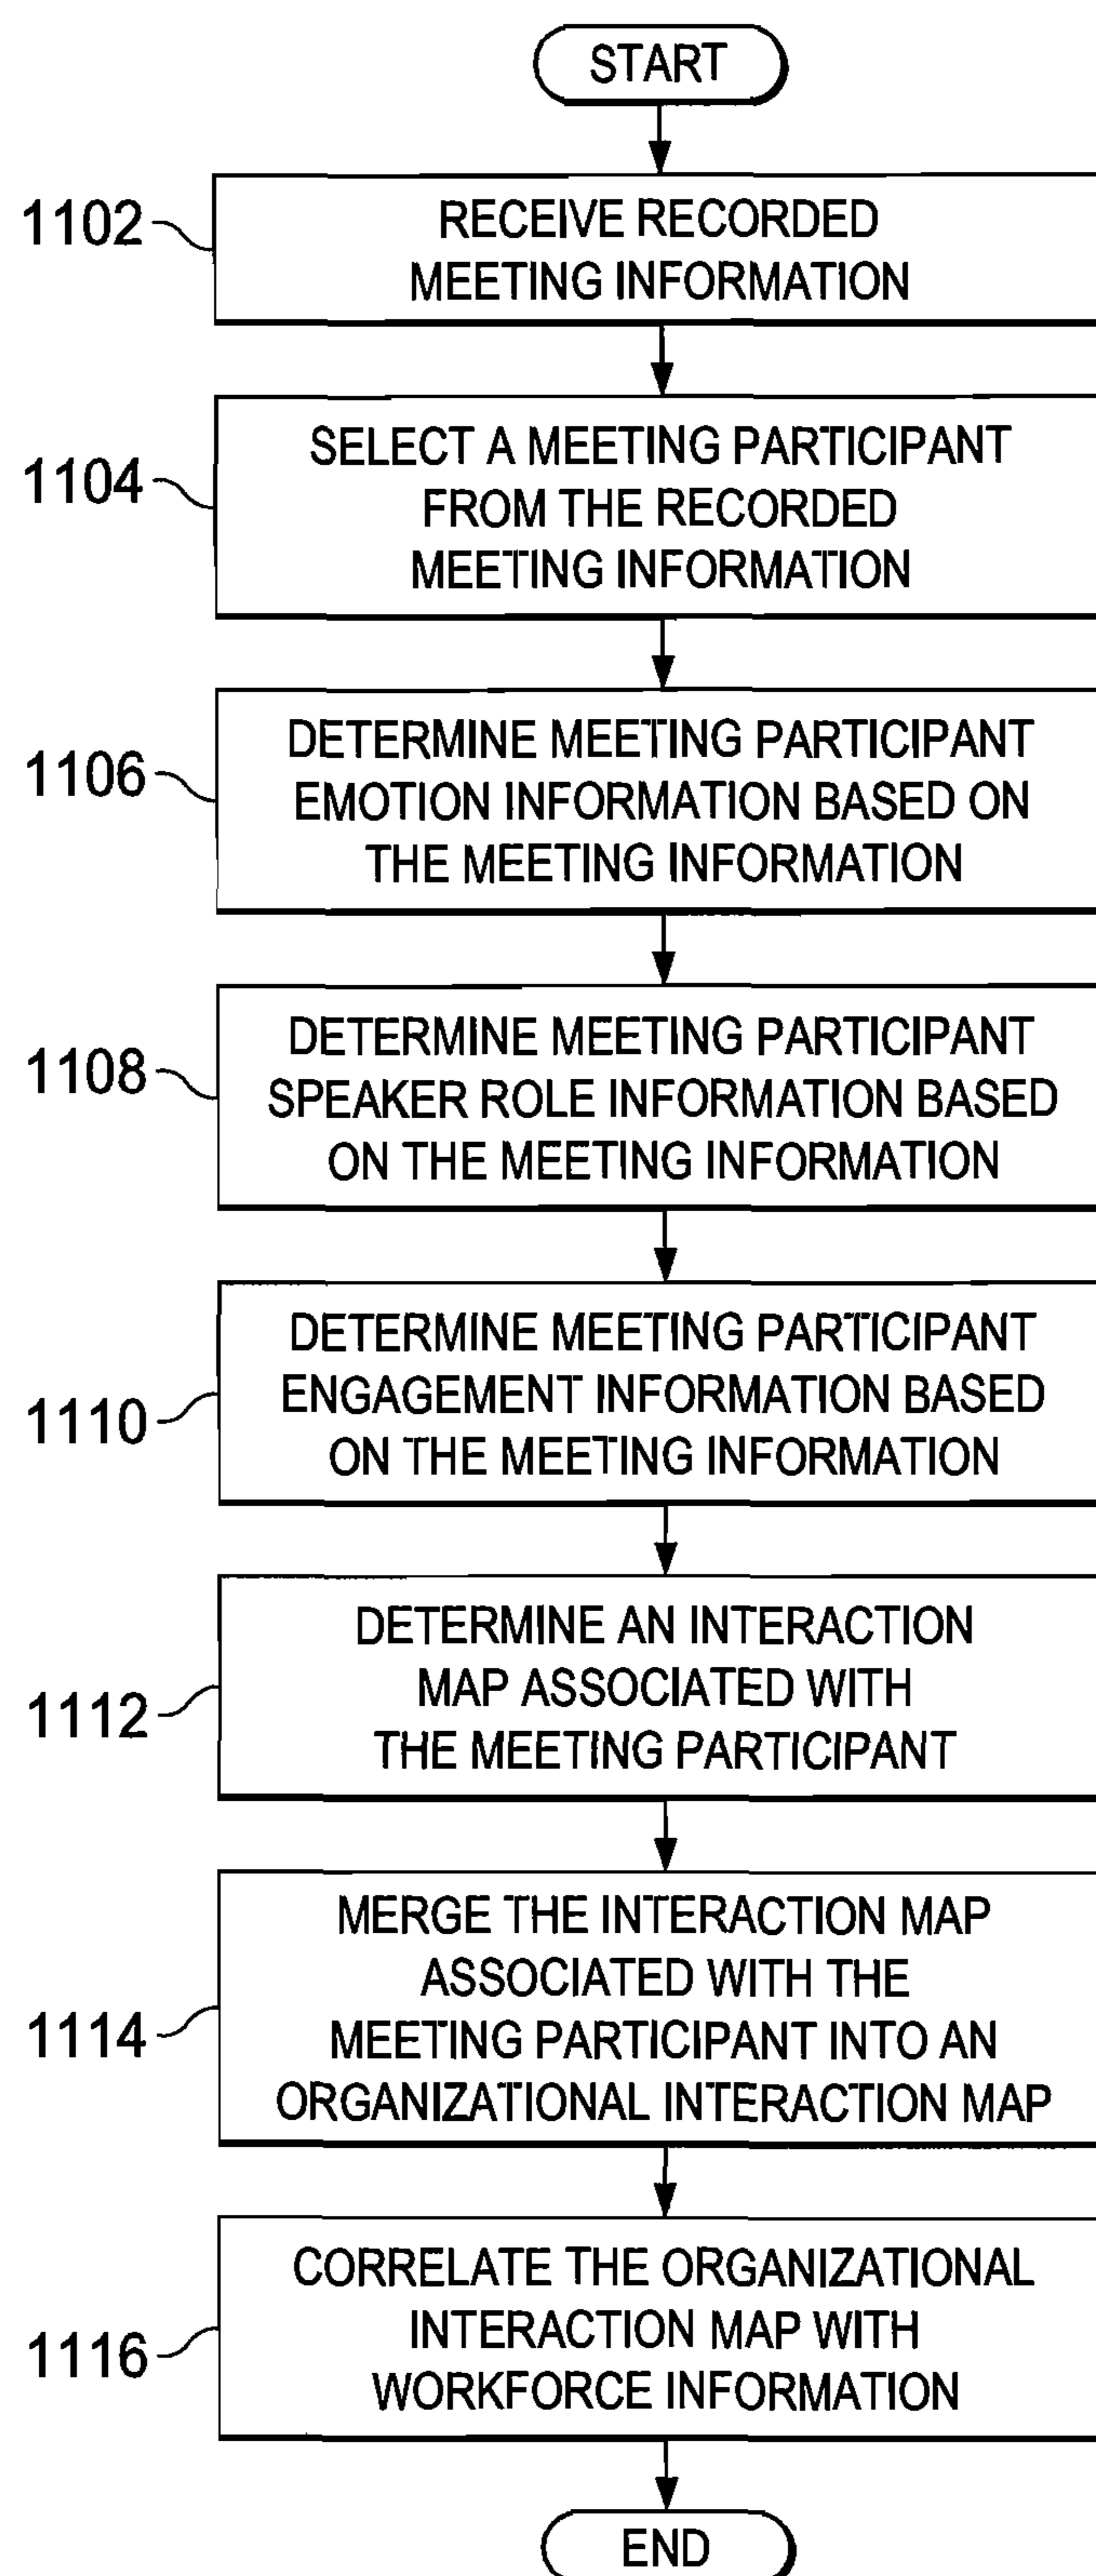 START
1102
RECEIVE RECORDED
MEETING INFORMATION
1104
SELECT A MEETING PARTICIPANT
FROM THE RECORDED
MEETING INFORMATION
1106
DETERMINE MEETING PARTICIPANT
EMOTION INFORMATION BASED ON
THE MEETING INFORMATION
1108
DETERMINE MEETING PARTICIPANT
SPEAKER ROLE INFORMATION BASED
ON THE MEETING INFORMATION
1110
DETERMINE MEETING PARTICIPANT
ENGAGEMENT INFORMATION BASED
ON THE MEETING INFORMATION
1112
DETERMINE AN INTERACTION
MAP ASSOCIATED WITH
THE MEETING PARTICIPANT
1114
MERGE THE INTERACTION MAP
ASSOCIATED WITH THE
MEETING PARTICIPANT INTO AN
ORGANIZATIONAL INTERACTION MAP
1116
CORRELATE THE ORGANIZATIONAL
INTERACTION MAP WITH
WORKFORCE INFORMATION
END